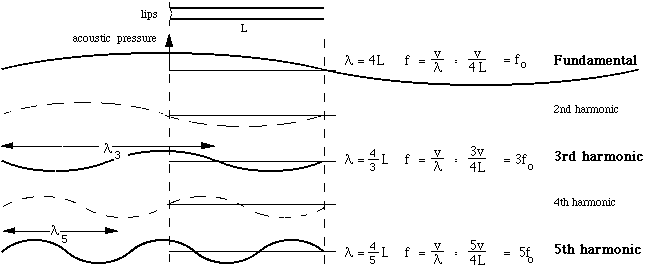 lips
L
acoustic pressure
λ = 4L f = v/λ = v/4L = fo Fundamental
2nd harmonic
λ3
λ = 4/3 L f = v/λ = 3v/4L = 3fo 3rd harmonic
4th harmonic
λ5
λ = 4/5 L f = v/λ = 5v/4L = 5fo 5th harmonic